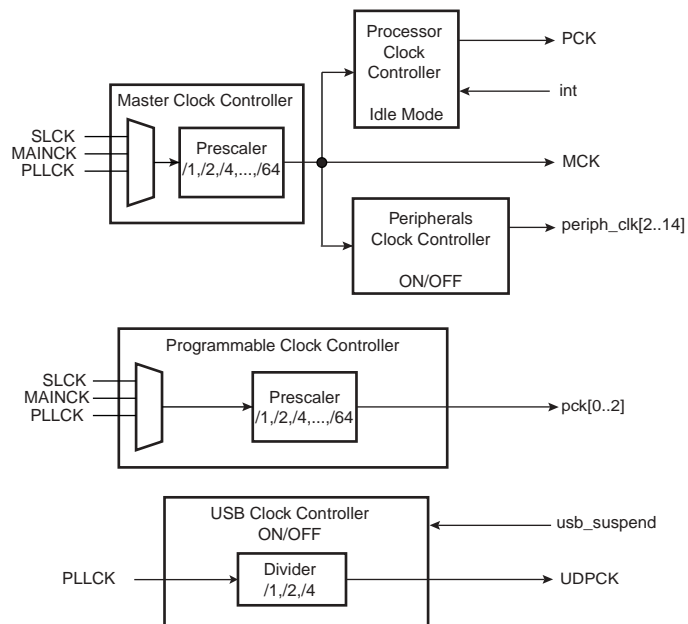 Processor
Clock
Controller
Idle Mode
PCK
int
Master Clock Controller
SLCK
MAINCK
PLLCK
Prescaler
/1,/2,/4,...,/64
MCK
Peripherals
Clock Controller
ON/OFF
periph_clk[2..14]
Programmable Clock Controller
SLCK
MAINCK
PLLCK
Prescaler
/1,/2,/4,...,/64
pck[0..2]
USB Clock Controller
ON/OFF
usb_suspend
PLLCK
Divider
/1,/2,/4
UDPCK